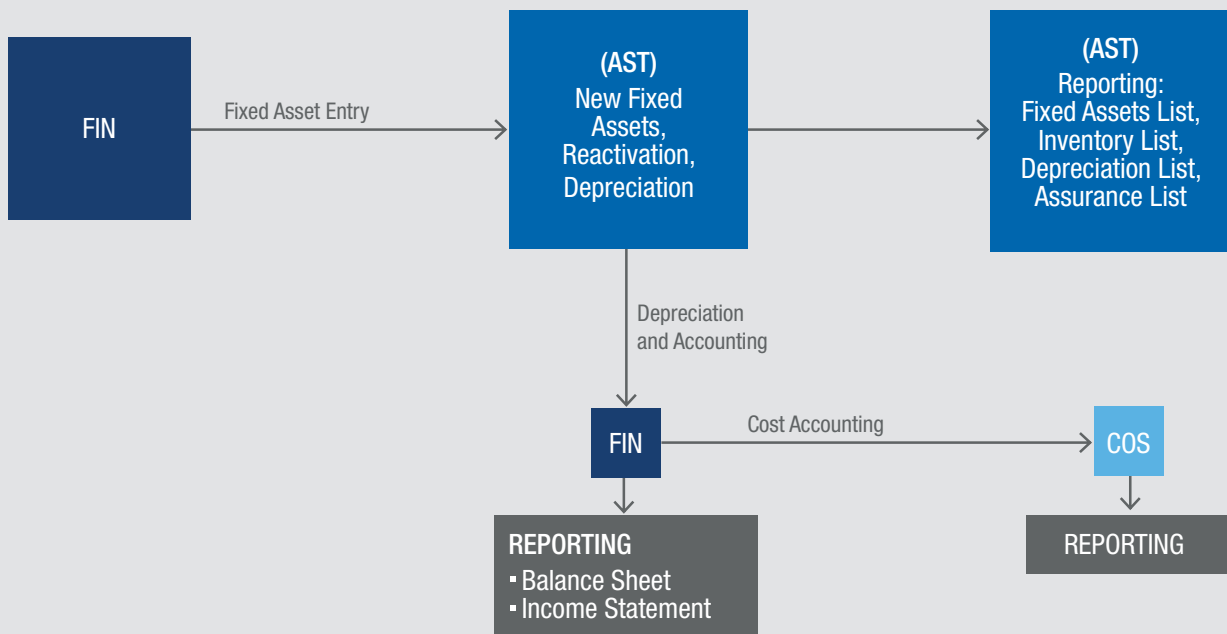 FIN
Fixed Asset Entry
(AST)
New Fixed
Assets,
Reactivation,
Depreciation
(AST)
Reporting:
Fixed Assets List,
Inventory List,
Depreciation List,
Assurance List
Depreciation
and Accounting
FIN
Cost Accounting
COS
REPORTING
▪ Balance Sheet
▪ Income Statement
REPORTING